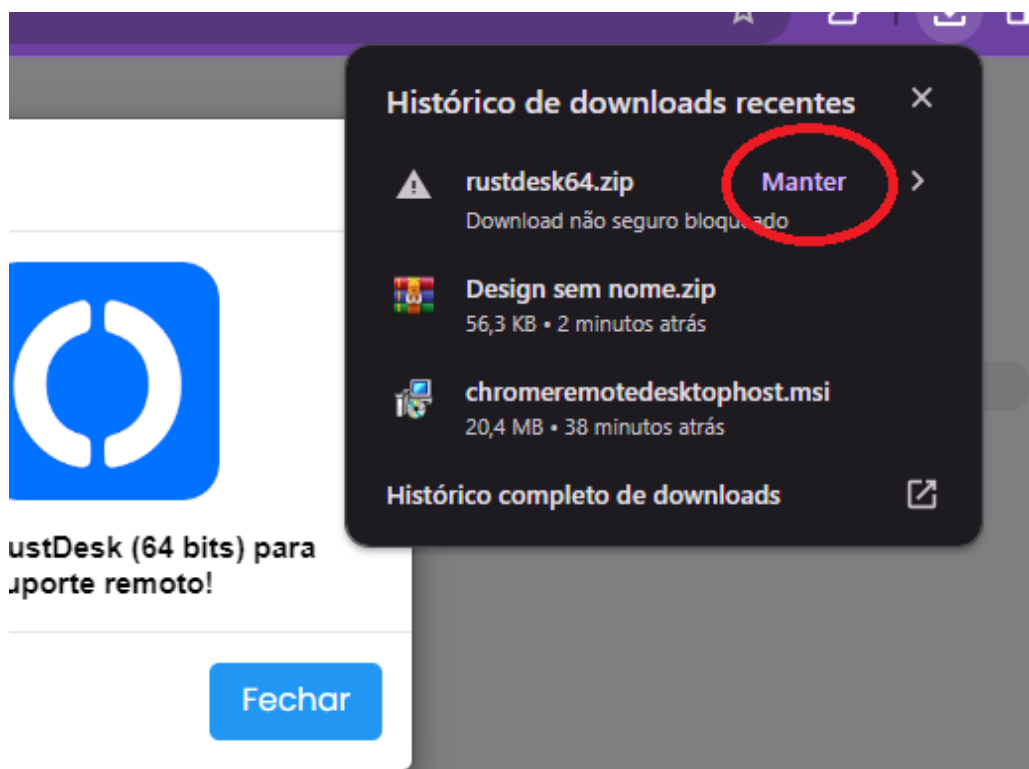 Histórico de downloads recentes
rustdesk64.zip Manter
Download não seguro bloqueado
Design sem nome.zip
56,3 KB • 2 minutos atrás
chromeremotedesktophost.msi
20,4 MB • 38 minutos atrás
Histórico completo de downloads
ustDesk (64 bits) para
uporte remoto!
Fechar